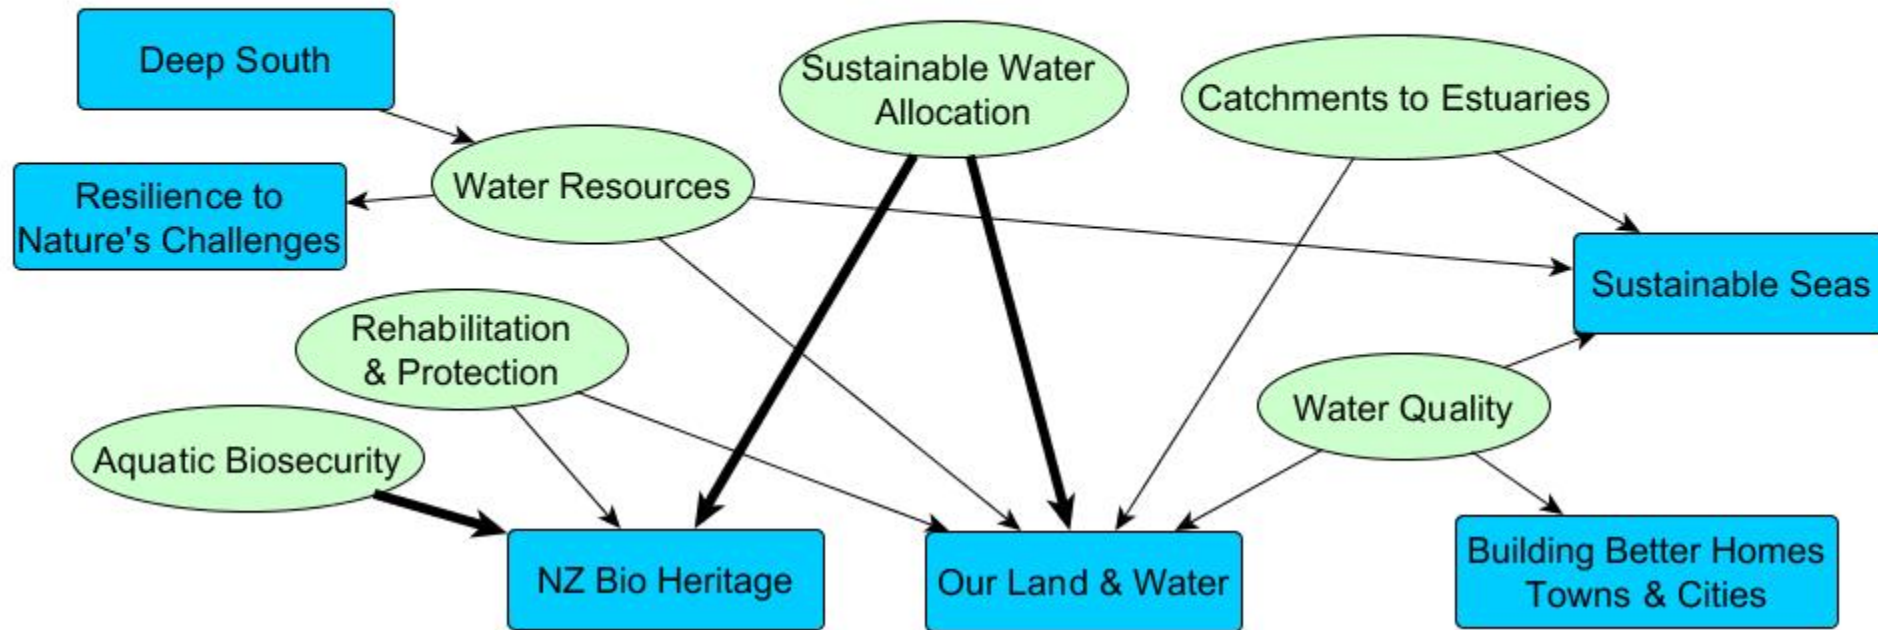 Deep South
Sustainable Water
Allocation
Catchments to Estuaries
Water Resources
Resilience to
Nature's Challenges
Sustainable Seas
Rehabilitation
& Protection
Water Quality
Aquatic Biosecurity
NZ Bio Heritage
Our Land & Water
Building Better Homes
Towns & Cities